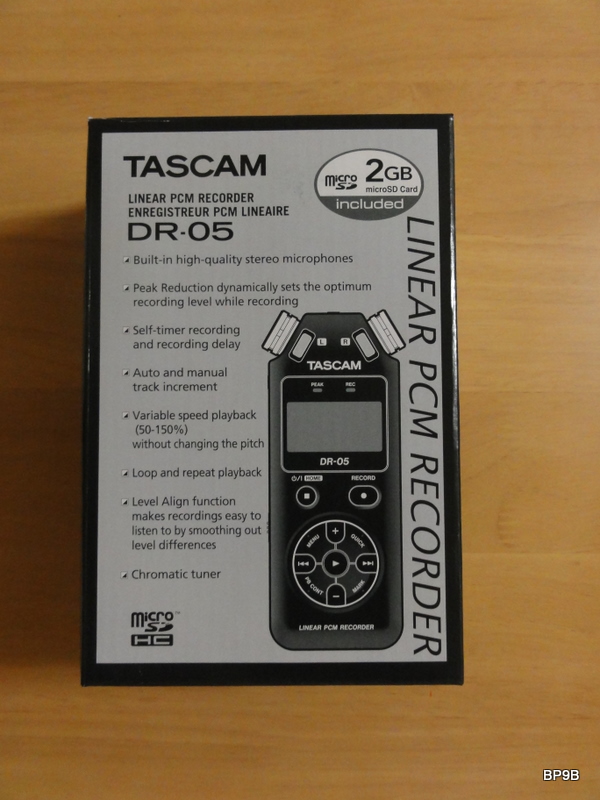 TASCAM
LINEAR PCM RECORDER
ENREGISTREUR PCM LINEAIRE
DR-05
micro SD
2GB
microSD Card
included
Built-in high-quality stereo microphones
Peak Reduction dynamically sets the optimum
recording level while recording
Self-timer recording
and recording delay
Auto and manual
track increment
Variable speed playback
(50-150%)
without changing the pitch
Loop and repeat playback
Level Align function
makes recordings easy to
listen to by smoothing out
level differences
Chromatic tuner
micro SD™
HC
L R
TASCAM
PEAK REC
DR-05
⏻/I HOME RECORD
MENU + QUICK
PB CONT − MARK
LINEAR PCM RECORDER
LINEAR PCM RECORDER
BP9B